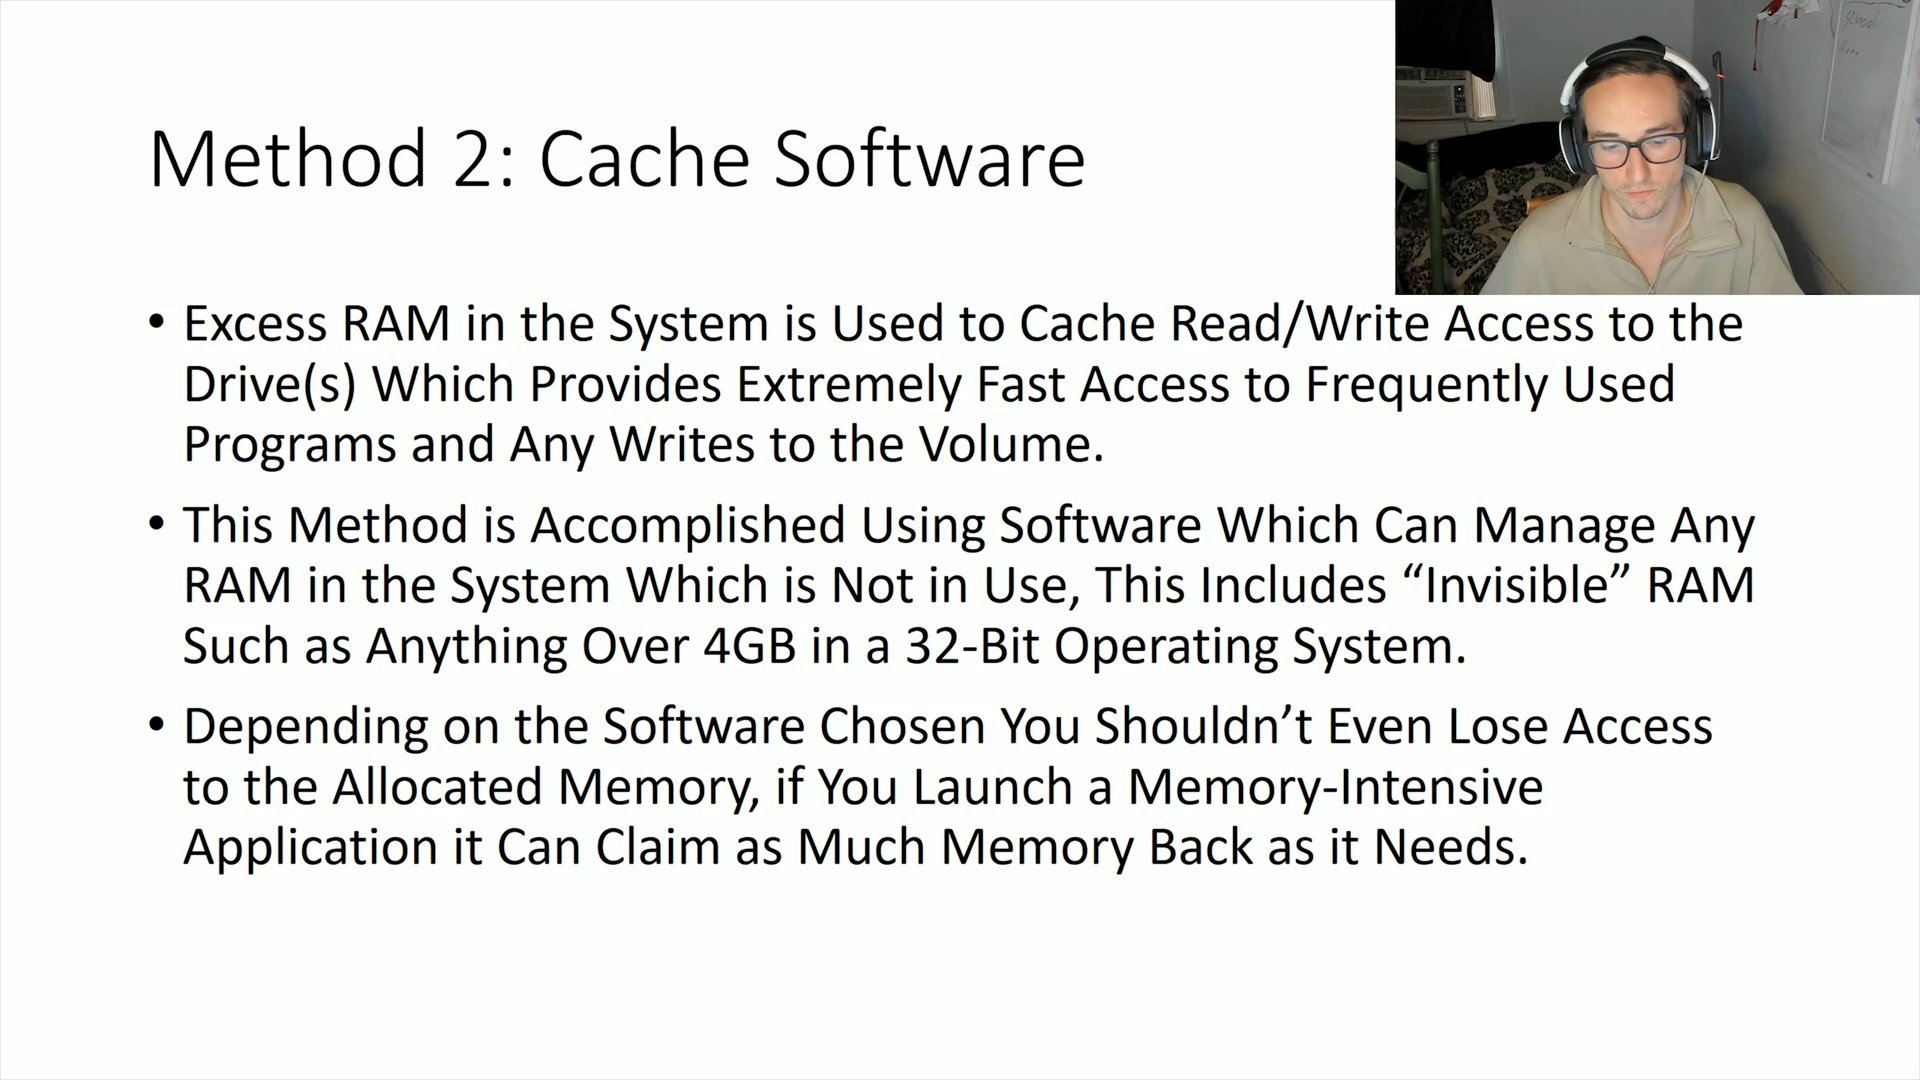 Method 2: Cache Software
School
• Excess RAM in the System is Used to Cache Read/Write Access to the
Drive(s) Which Provides Extremely Fast Access to Frequently Used
Programs and Any Writes to the Volume.
• This Method is Accomplished Using Software Which Can Manage Any
RAM in the System Which is Not in Use, This Includes “Invisible” RAM
Such as Anything Over 4GB in a 32-Bit Operating System.
• Depending on the Software Chosen You Shouldn’t Even Lose Access
to the Allocated Memory, if You Launch a Memory-Intensive
Application it Can Claim as Much Memory Back as it Needs.